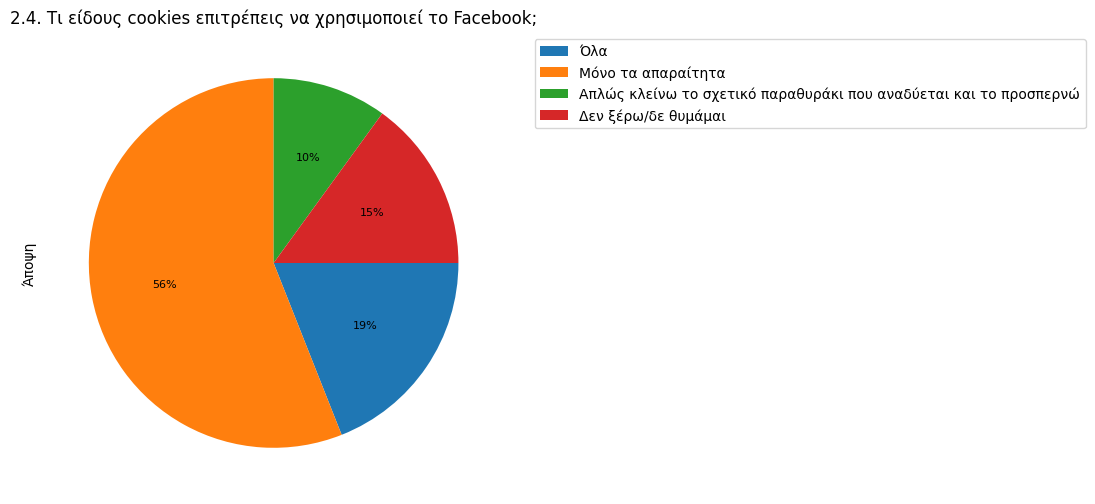 2.4. Τι είδους cookies επιτρέπεις να χρησιμοποιεί το Facebook;
Όλα
Μόνο τα απαραίτητα
Απλώς κλείνω το σχετικό παραθυράκι που αναδύεται και το προσπερνώ
Δεν ξέρω/δε θυμάμαι
10%
15%
Άποψη
56%
19%